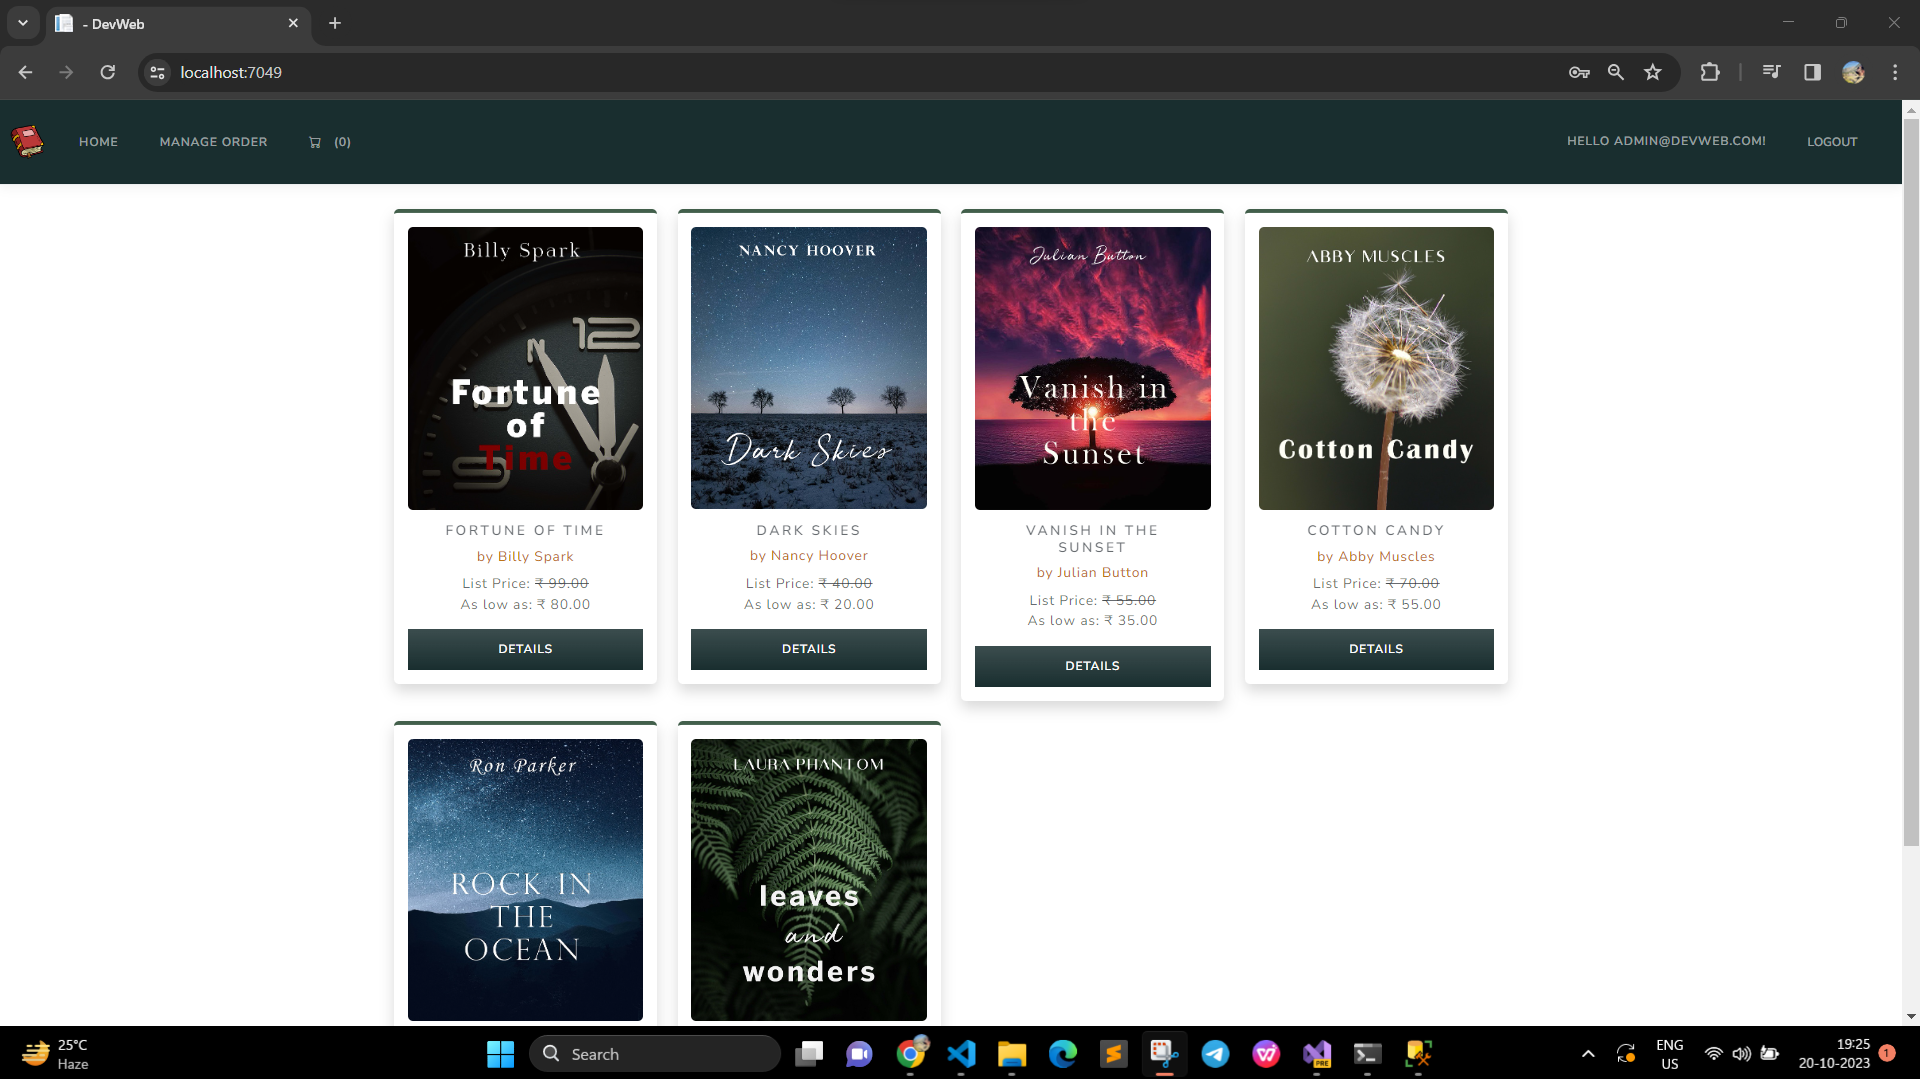 - DevWeb
localhost:7049
HOME
MANAGE ORDER
(0)
HELLO ADMIN@DEVWEB.COM!
LOGOUT
Billy Spark
12
Fortune
of
Time
9
FORTUNE OF TIME
by Billy Spark
List Price: ₹ 99.00
As low as: ₹ 80.00
DETAILS
NANCY HOOVER
Dark Skies
DARK SKIES
by Nancy Hoover
List Price: ₹ 40.00
As low as: ₹ 20.00
DETAILS
Julian Button
Vanish in
the
Sunset
VANISH IN THE
SUNSET
by Julian Button
List Price: ₹ 55.00
As low as: ₹ 35.00
DETAILS
ABBY MUSCLES
Cotton Candy
COTTON CANDY
by Abby Muscles
List Price: ₹ 70.00
As low as: ₹ 55.00
DETAILS
Ron Parker
ROCK IN
THE
OCEAN
LAURA PHANTOM
leaves
and
wonders
25°C
Haze
Search
PRE
ENG
US
19:25
20-10-2023
1